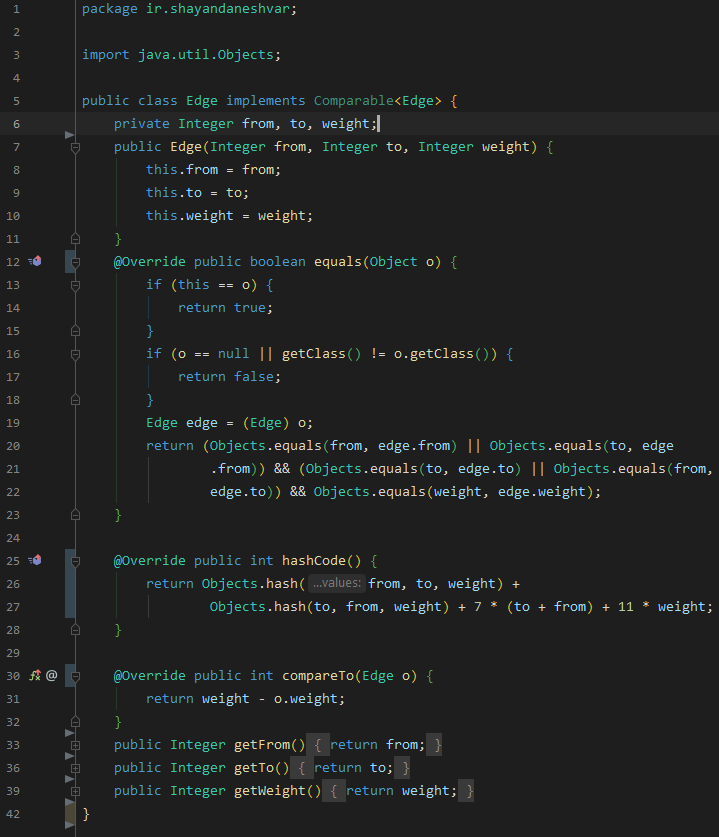 1 package ir.shayandaneshvar;
2
3 import java.util.Objects;
4
5 public class Edge implements Comparable<Edge> {
6     private Integer from, to, weight;
7     public Edge(Integer from, Integer to, Integer weight) {
8         this.from = from;
9         this.to = to;
10         this.weight = weight;
11     }
12     @Override public boolean equals(Object o) {
13         if (this == o) {
14             return true;
15         }
16         if (o == null || getClass() != o.getClass()) {
17             return false;
18         }
19         Edge edge = (Edge) o;
20         return (Objects.equals(from, edge.from) || Objects.equals(to, edge
21                 .from)) && (Objects.equals(to, edge.to) || Objects.equals(from,
22                 edge.to)) && Objects.equals(weight, edge.weight);
23     }
24
25     @Override public int hashCode() {
26         return Objects.hash( ...values: from, to, weight) +
27                 Objects.hash(to, from, weight) + 7 * (to + from) + 11 * weight;
28     }
29
30 @     @Override public int compareTo(Edge o) {
31         return weight - o.weight;
32     }
33     public Integer getFrom() { return from; }
36     public Integer getTo() { return to; }
39     public Integer getWeight() { return weight; }
42 }